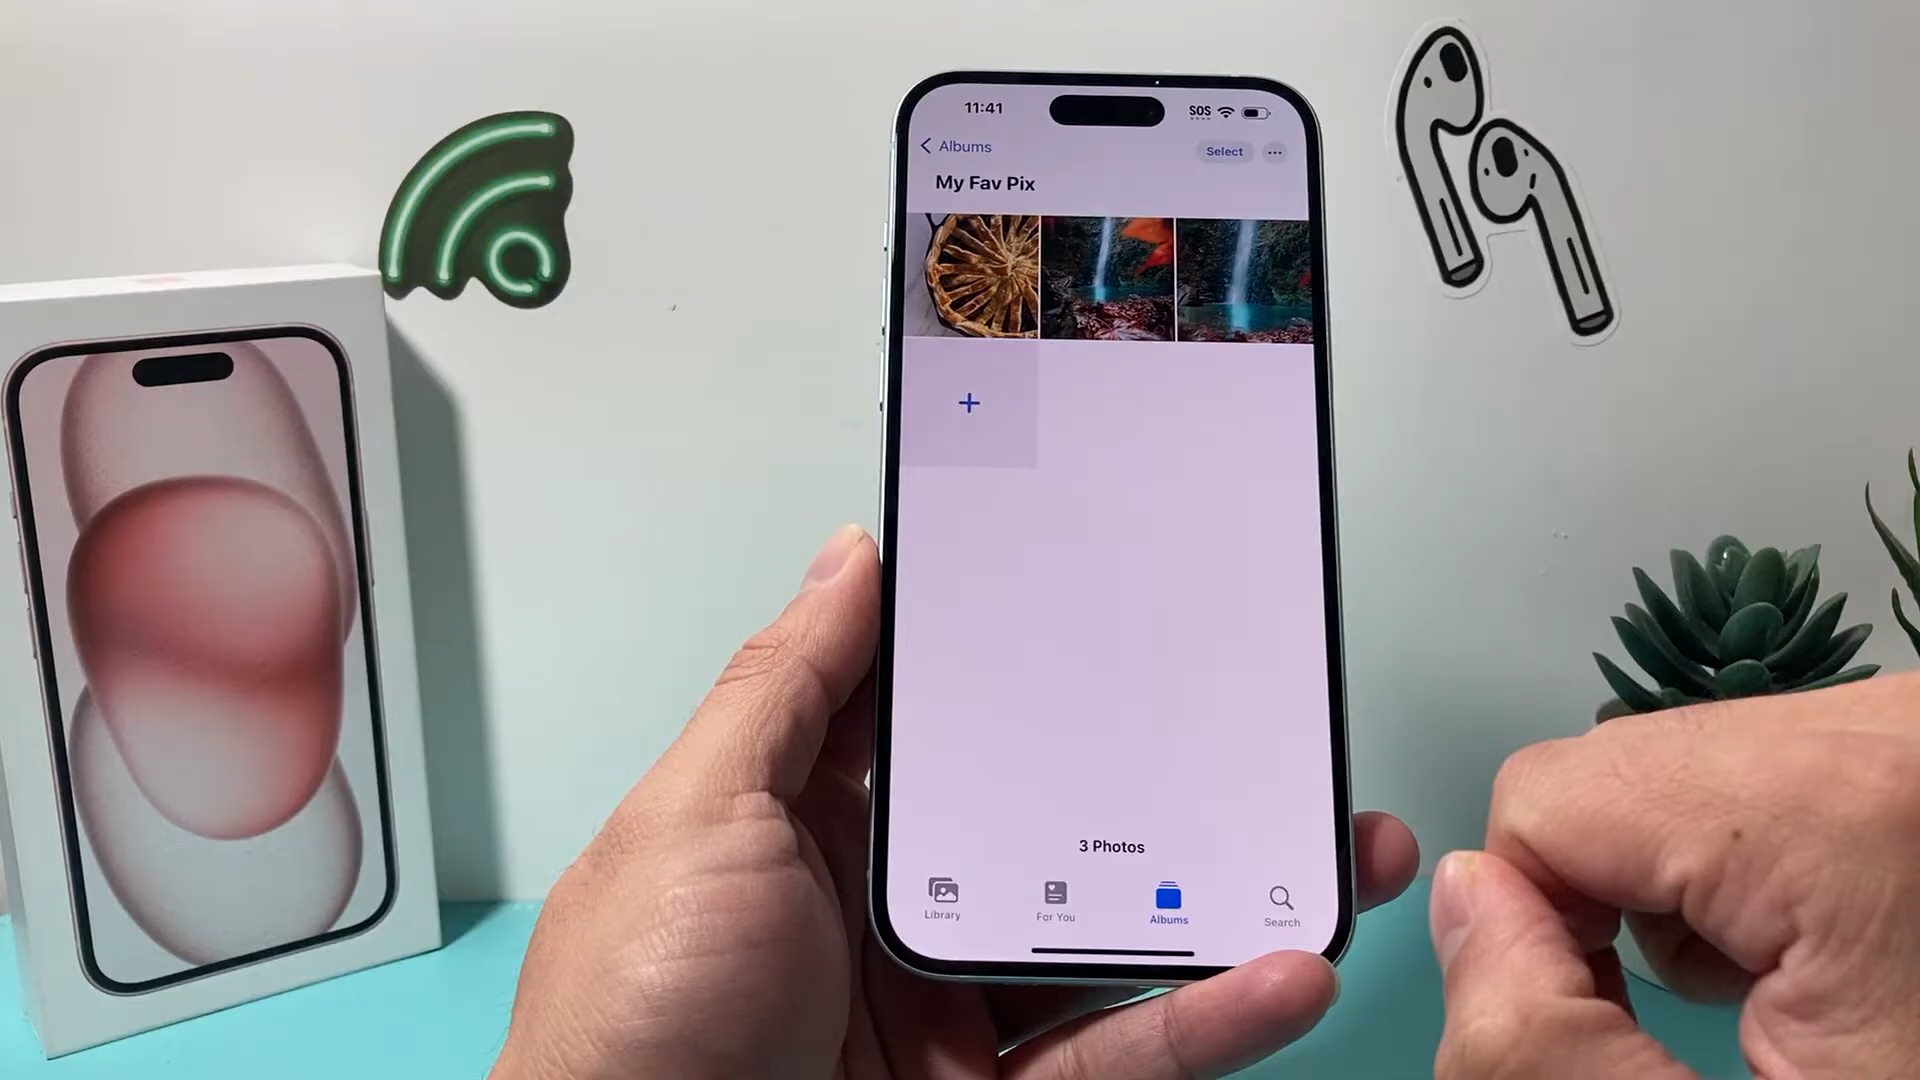 11:41
SOS
Albums
Select
My Fav Pix
3 Photos
Library
For You
Albums
Search